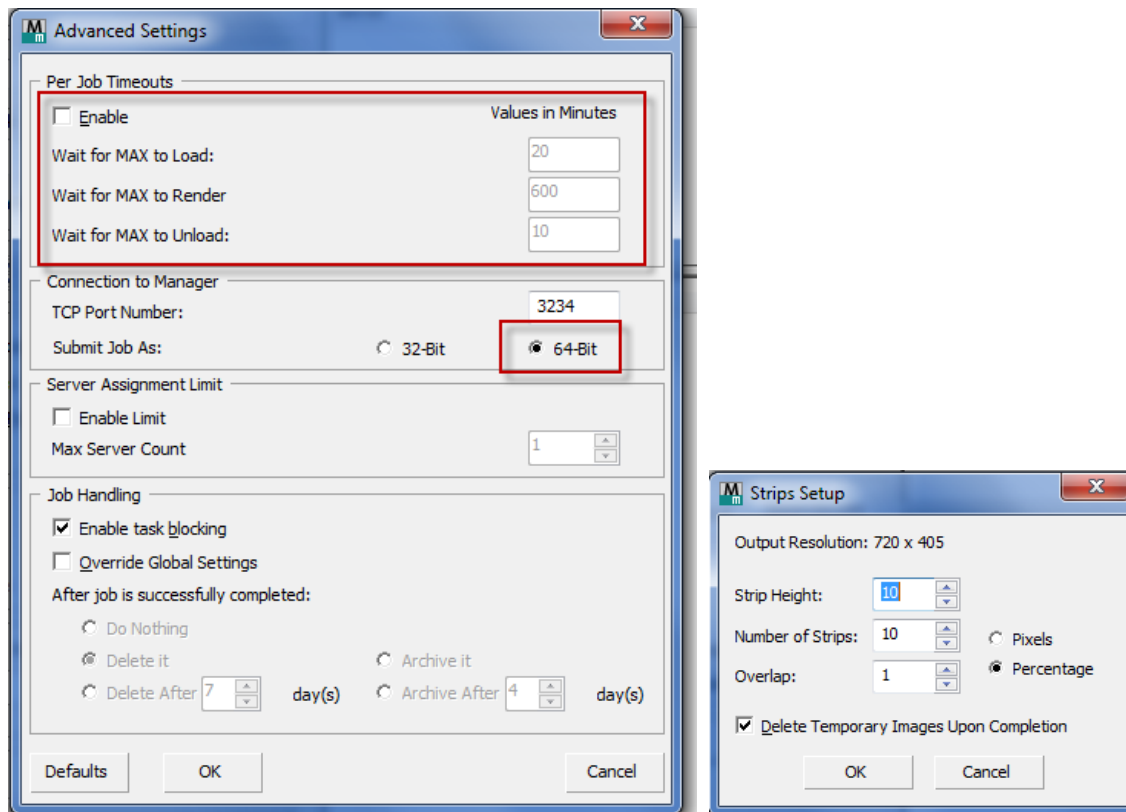 Advanced Settings
Per Job Timeouts
Enable
Values in Minutes
Wait for MAX to Load:
20
Wait for MAX to Render
600
Wait for MAX to Unload:
10
Connection to Manager
TCP Port Number:
3234
Submit Job As:
32-Bit
64-Bit
Server Assignment Limit
Enable Limit
Max Server Count
1
Job Handling
Enable task blocking
Override Global Settings
After job is successfully completed:
Do Nothing
Delete it
Archive it
Delete After 7 day(s)
Archive After 4 day(s)
Defaults
OK
Cancel
Strips Setup
Output Resolution: 720 x 405
Strip Height:
10
Number of Strips:
10
Pixels
Overlap:
1
Percentage
Delete Temporary Images Upon Completion
OK
Cancel